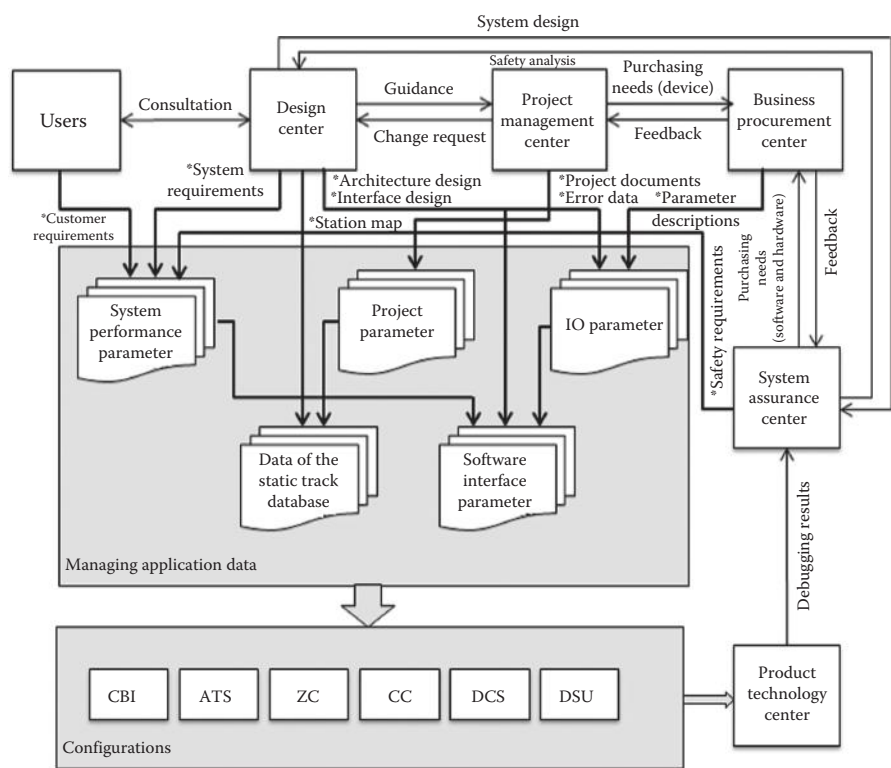 System design
Safety analysis
Users
Consultation
Design
center
Guidance
Change request
Project
management
center
Purchasing
needs (device)
Feedback
Business
procurement
center
*System
requirements
*Architecture design
*Interface design
*Project documents
*Error data
*Parameter
descriptions
*Customer
requirements
*Station map
*Safety requirements
Purchasing
needs
(software and hardware)
Feedback
System
performance
parameter
Project
parameter
IO parameter
System
assurance
center
Data of the
static track
database
Software
interface
parameter
Managing application data
Debugging results
CBI
ATS
ZC
CC
DCS
DSU
Configurations
Product
technology
center